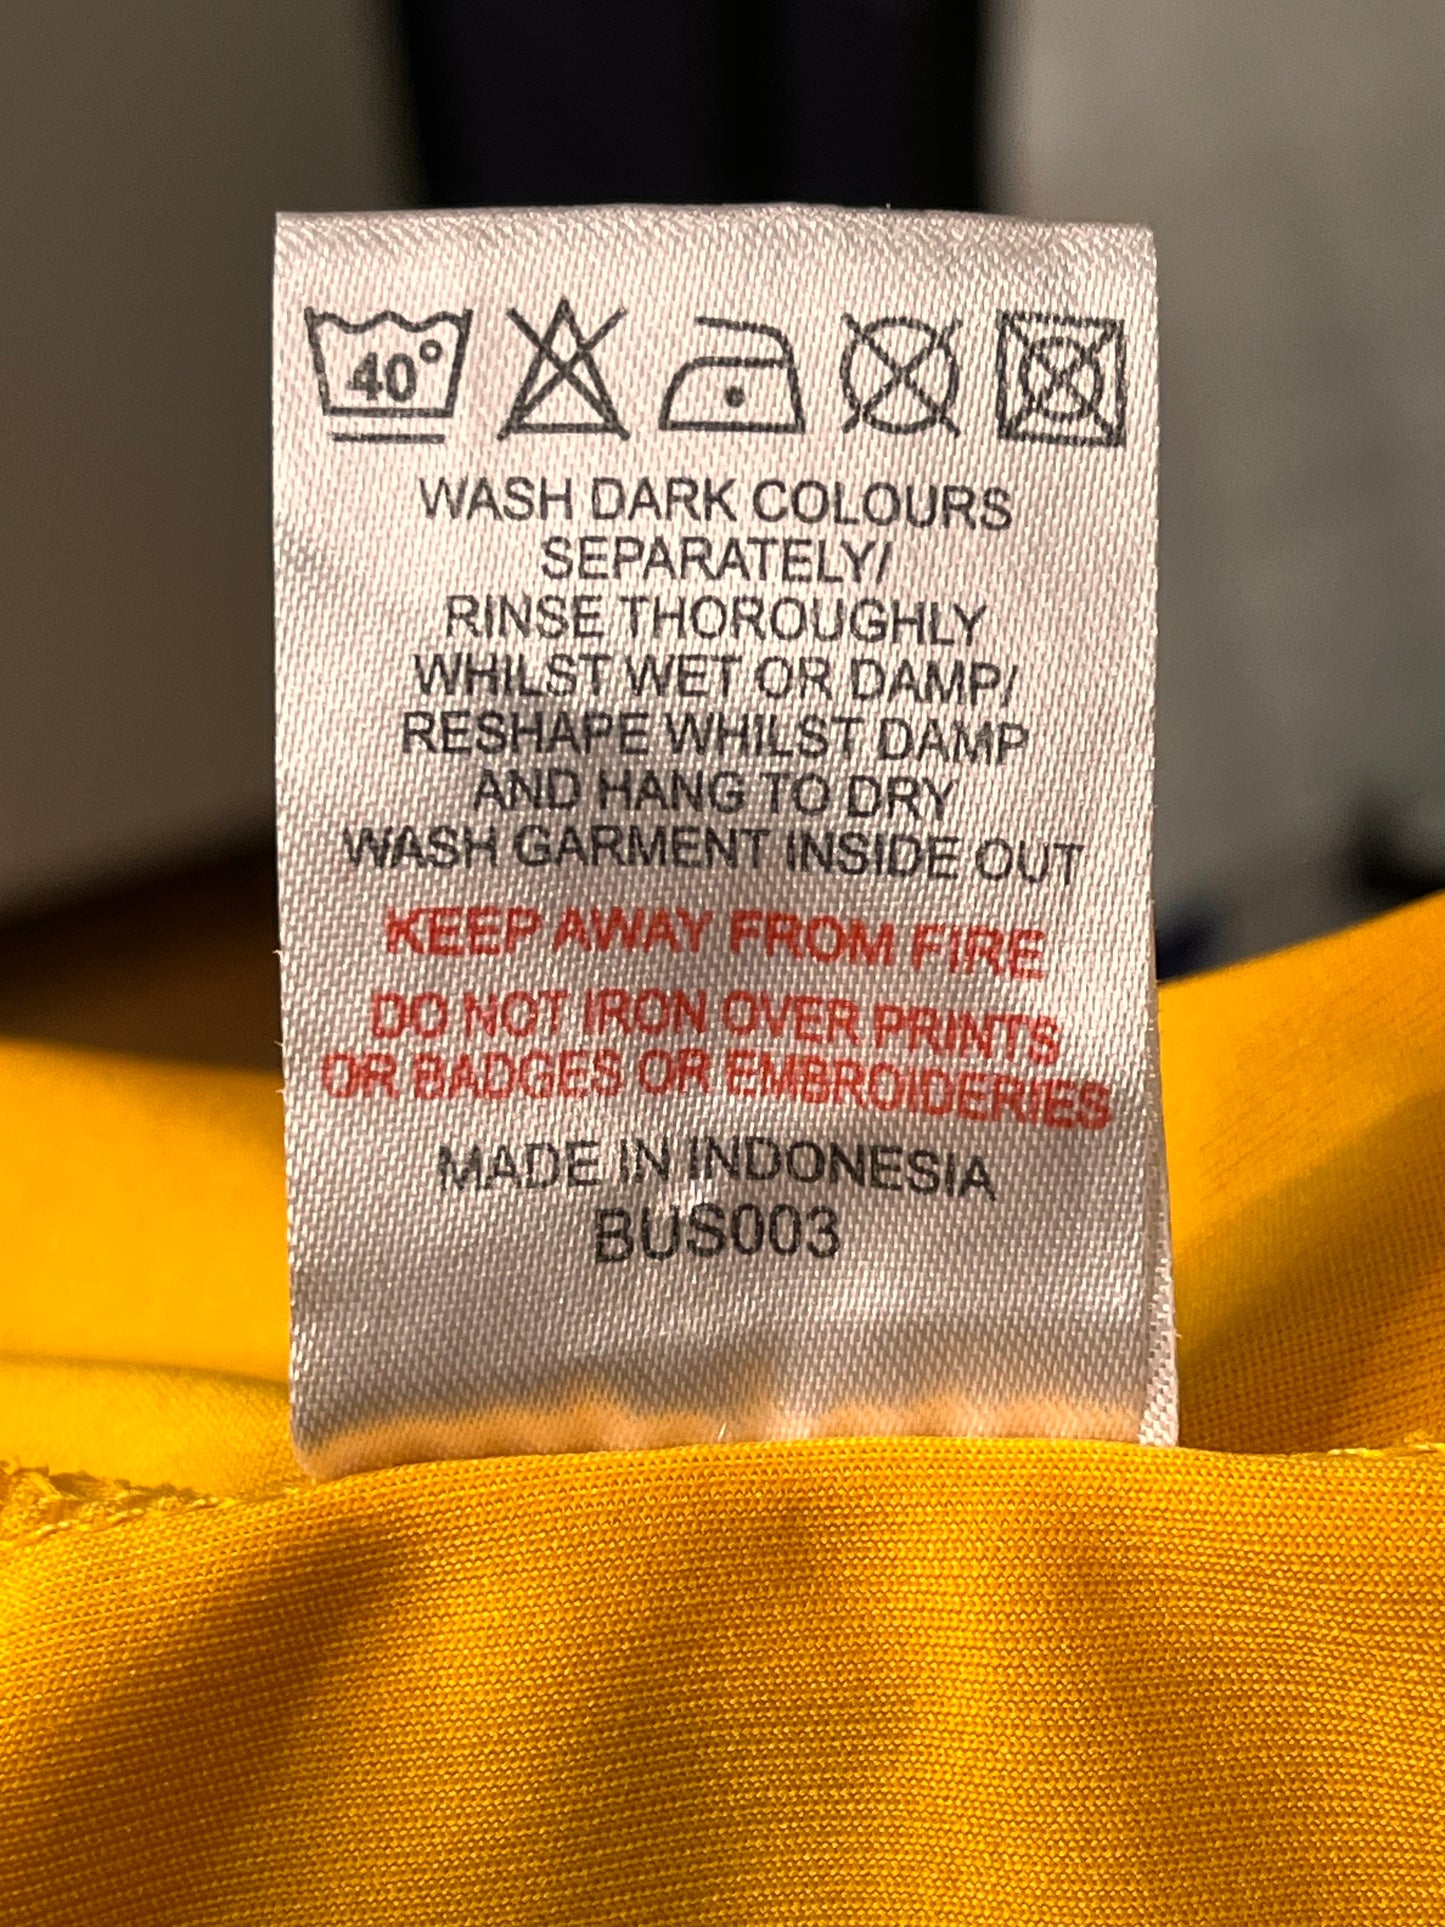 40°
WASH DARK COLOURS
SEPARATELY/
RINSE THOROUGHLY
WHILST WET OR DAMP/
RESHAPE WHILST DAMP
AND HANG TO DRY
WASH GARMENT INSIDE OUT
KEEP AWAY FROM FIRE
DO NOT IRON OVER PRINTS
OR BADGES OR EMBROIDERIES
MADE IN INDONESIA
BUS003